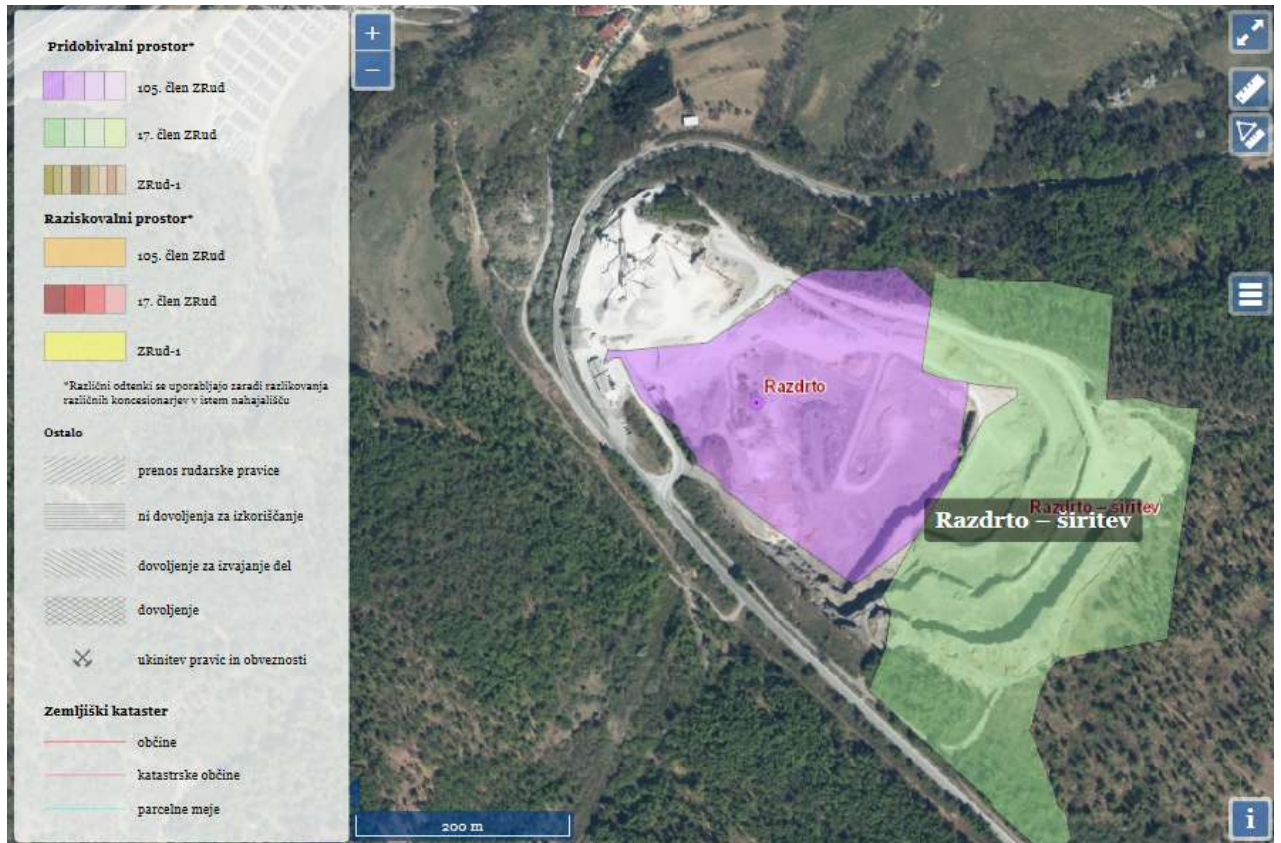 Pridobivalni prostor*
105. člen ZRud
17. člen ZRud
ZRud-1
Raziskovalni prostor*
105. člen ZRud
17. člen ZRud
ZRud-1
*Različni odtenki se uporabljajo zaradi razlikovanja
različnih koncesionarjev v istem nahajališču
Ostalo
prenos rudarske pravice
ni dovoljenja za izkoriščanje
dovoljenje za izvajanje del
dovoljenje
ukinitev pravic in obveznosti
Zemljiški kataster
občine
katastrske občine
parcelne meje
+
–
Razdrto
Razdrto – širitev
Razdrto – širitev
200 m
i